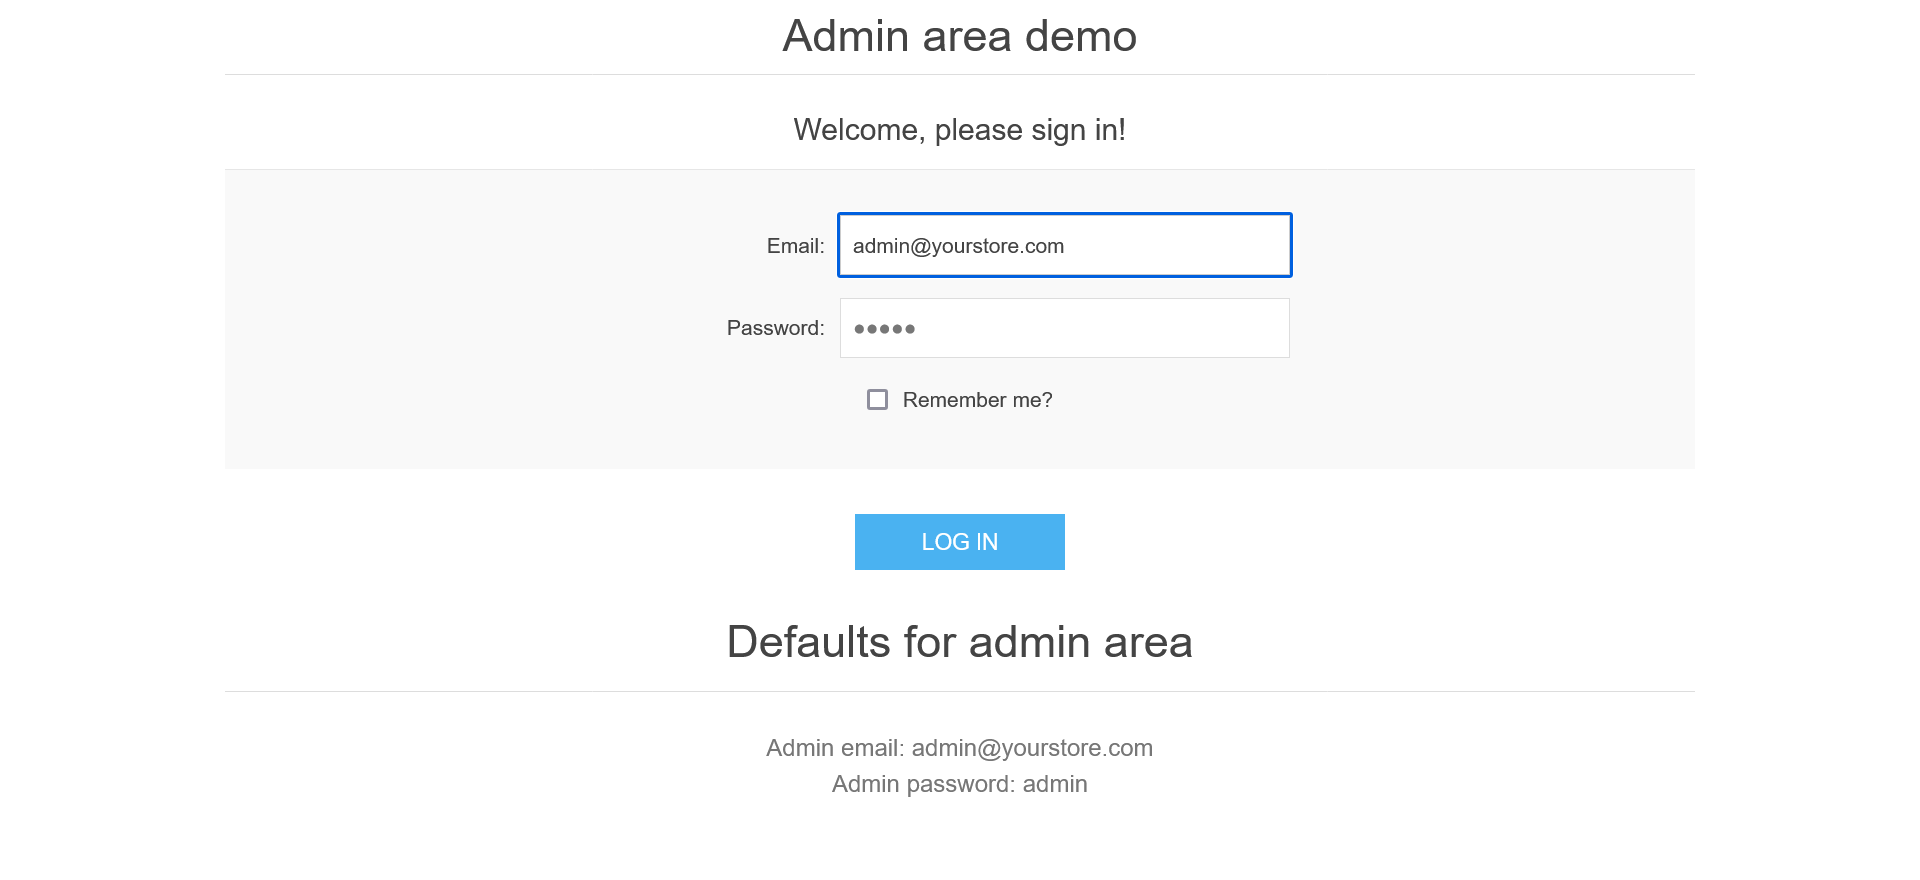 Admin area demo
Welcome, please sign in!
Email: admin@yourstore.com
Password: •••••
Remember me?
LOG IN
Defaults for admin area
Admin email: admin@yourstore.com
Admin password: admin